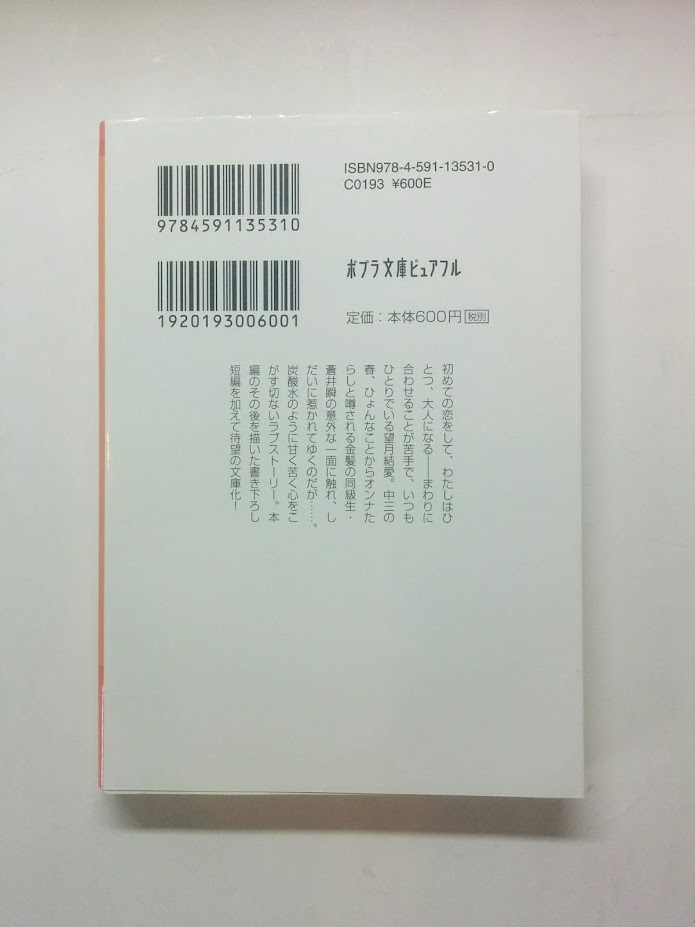 ISBN978-4-591-13531-0
C0193 ¥600E
9784591135310
ポプラ文庫ピュアフル
1920193006001
定価：本体600円 税別
初めての恋をして、わたしはひ
とつ、大人になる――まわりに
合わせることが苦手で、いつも
ひとりでいる望月結愛。中三の
春、ひょんなことからオンナた
らしと噂される金髪の同級生・
蒼井瞬の意外な一面に触れ、し
だいに惹かれてゆくのだが……。
炭酸水のように甘く苦く心をこ
がす切ないラブストーリー。本
編のその後を描いた書き下ろし
短編を加えて待望の文庫化！